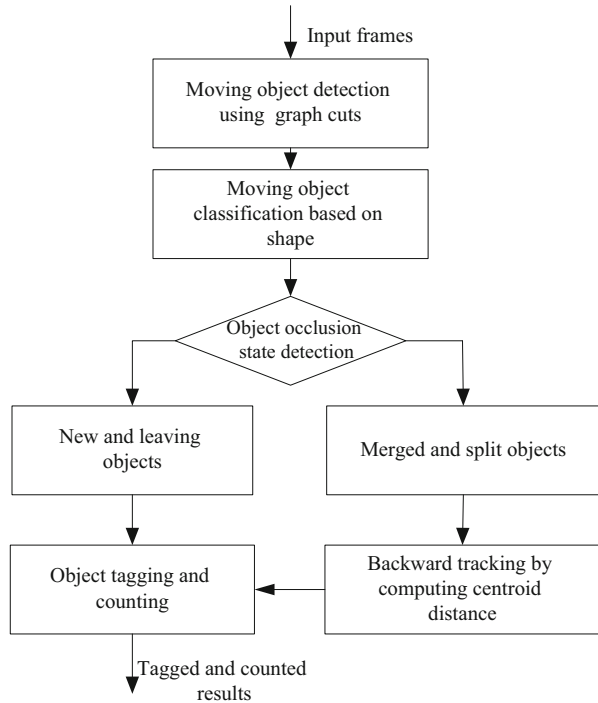 Input frames
Moving object detection
using graph cuts
Moving object
classification based on
shape
Object occlusion
state detection
New and leaving
objects
Merged and split objects
Object tagging and
counting
Backward tracking by
computing centroid
distance
Tagged and counted
results